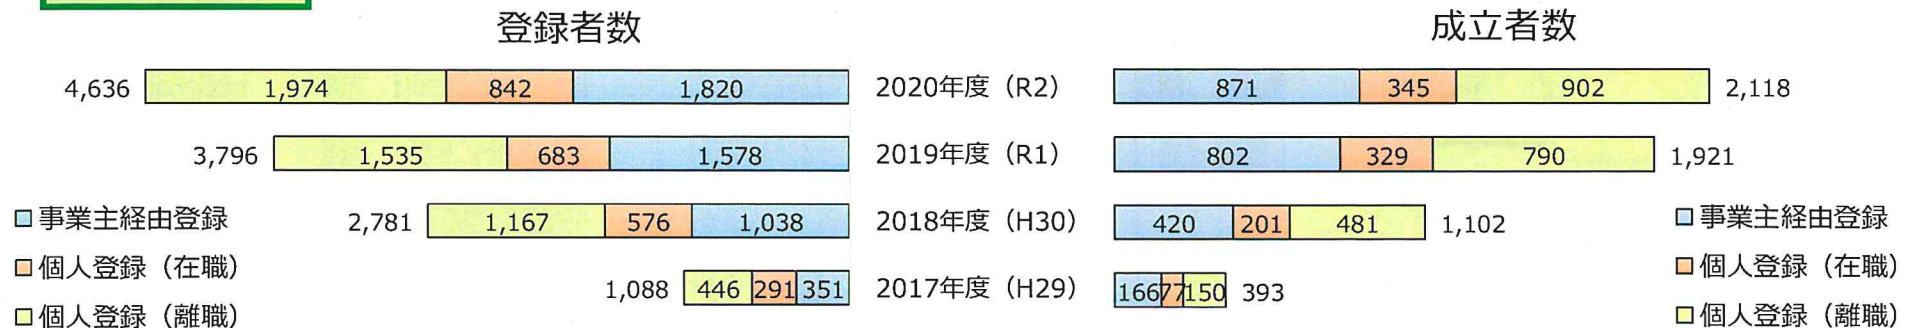 登録者数
成立者数
4,636 1,974 842 1,820 2020年度（R2） 871 345 902 2,118
3,796 1,535 683 1,578 2019年度（R1） 802 329 790 1,921
2,781 1,167 576 1,038 2018年度（H30） 420 201 481 1,102
1,088 446 291 351 2017年度（H29） 166 77 150 393
事業主経由登録
個人登録（在職）
個人登録（離職）
事業主経由登録
個人登録（在職）
個人登録（離職）